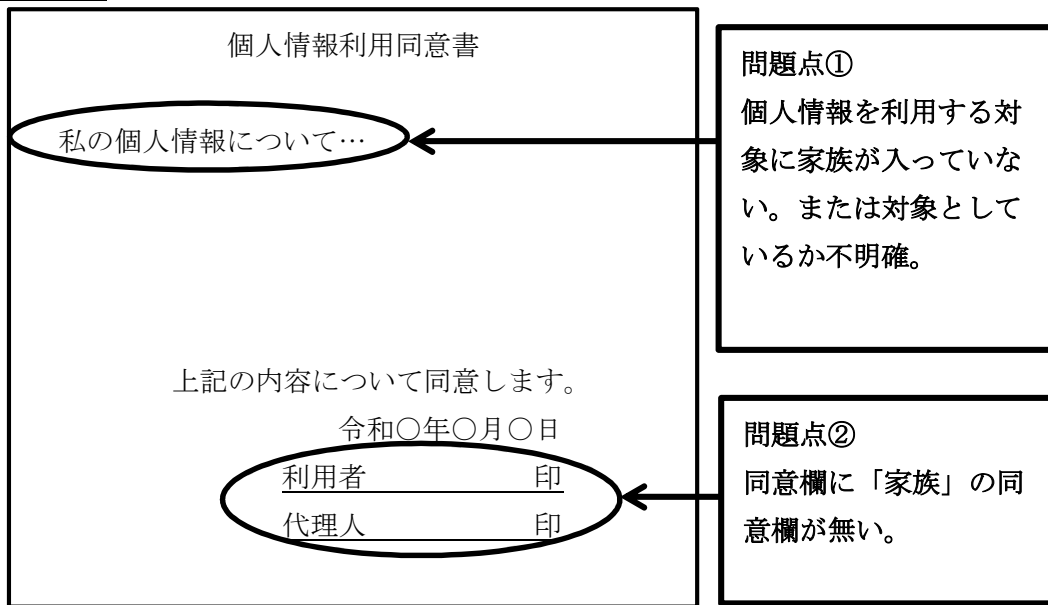 個人情報利用同意書
私の個人情報について…
上記の内容について同意します。
令和○年○月○日
利用者 印
代理人 印
問題点①
個人情報を利用する対
象に家族が入っていな
い。または対象として
いるか不明確。
問題点②
同意欄に「家族」の同
意欄が無い。